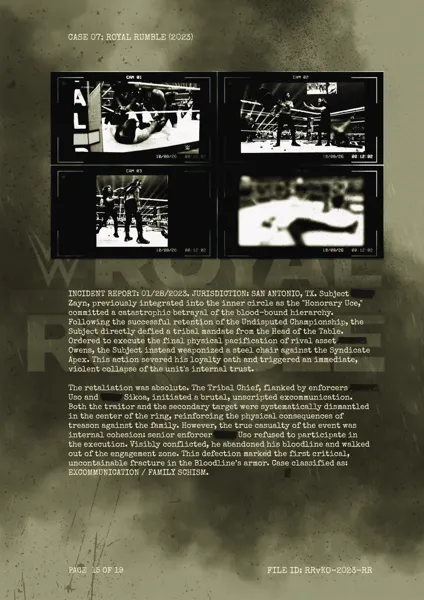 CASE 07: ROYAL RUMBLE (2023)
CAM 01
CAM 02
CAM 03
ROYAL
INCIDENT REPORT: 01/28/2023. JURISDICTION: SAN ANTONIO, TX. Subject
Zayn, previously integrated into the inner circle as the "Honorary Uce,"
committed a catastrophic betrayal of the blood-bound hierarchy.
Following the successful retention of the Undisputed Championship, the
Subject directly defied a tribal mandate from the Head of the Table.
Ordered to execute the final physical pacification of rival asset
Owens, the Subject instead weaponized a steel chair against the Syndicate
Apex. This action severed his loyalty oath and triggered an immediate,
violent collapse of the unit's internal trust.
The retaliation was absolute. The Tribal Chief, flanked by enforcers
Uso and Sikoa, initiated a brutal, unscripted excommunication.
Both the traitor and the secondary target were systematically dismantled
in the center of the ring, reinforcing the physical consequences of
treason against the family. However, the true casualty of the event was
internal cohesion: senior enforcer Uso refused to participate in
the execution. Visibly conflicted, he abandoned his bloodline and walked
out of the engagement zone. This defection marked the first critical,
uncontainable fracture in the Bloodline's armor. Case classified as:
EXCOMMUNICATION / FAMILY SCHISM.
PAGE 15 OF 19
FILE ID: RRvKO-2023-RR